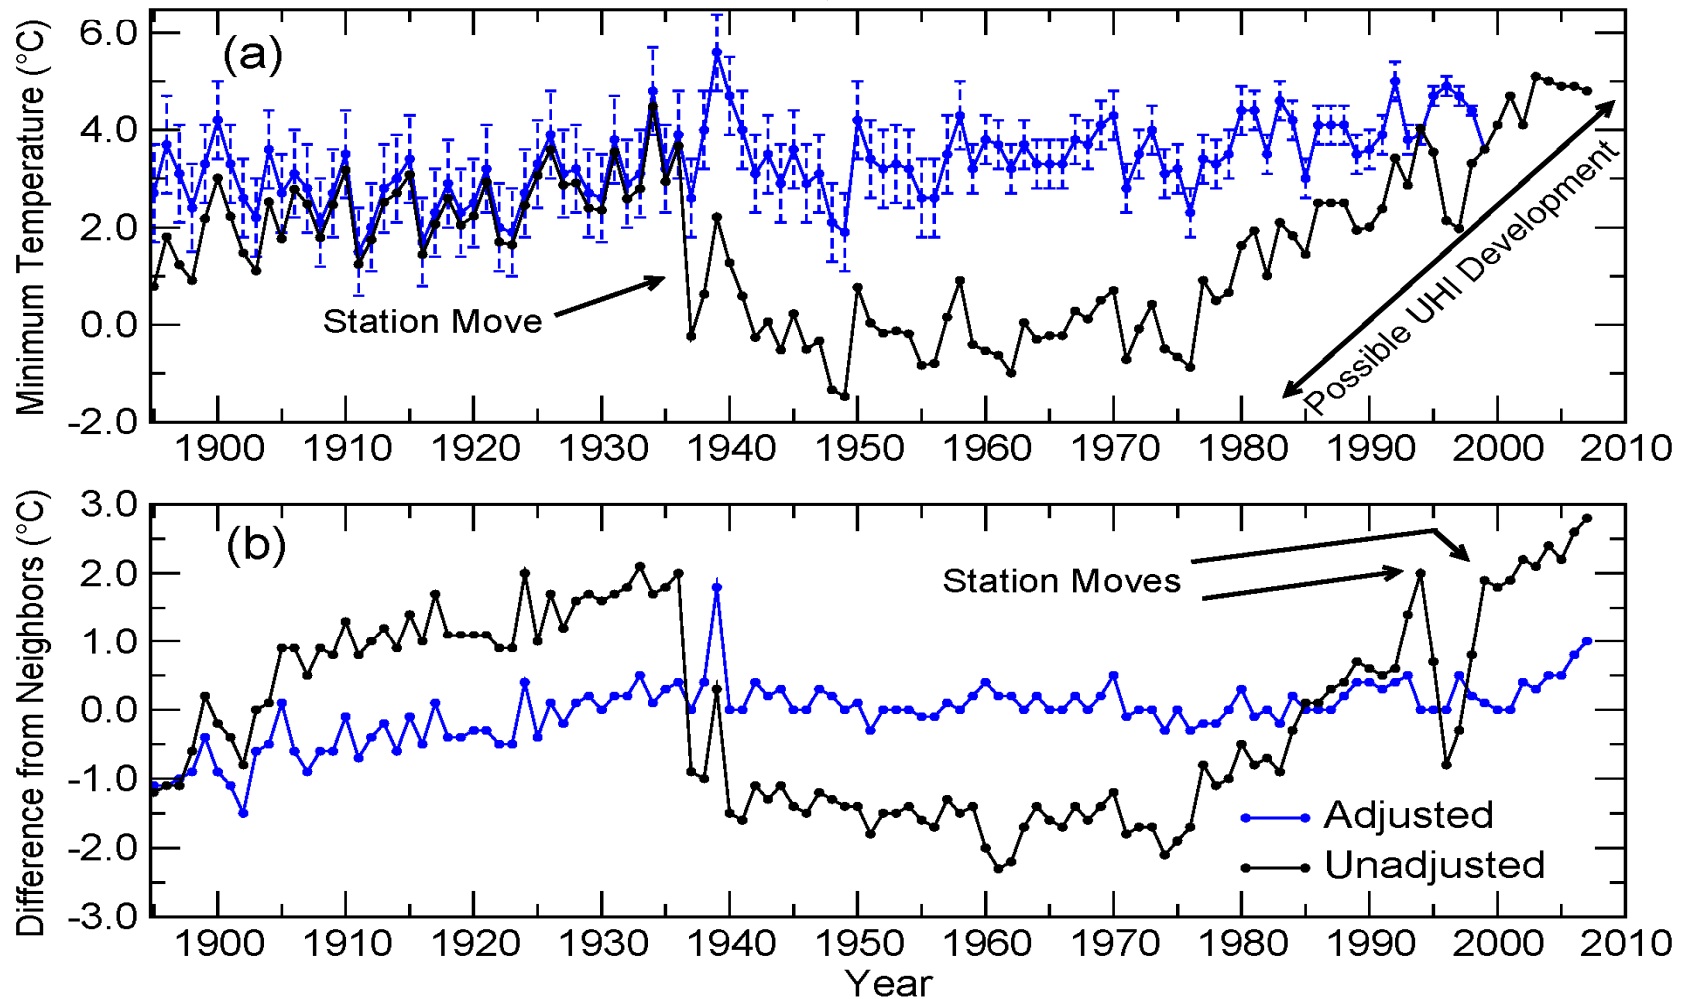 Minimum Temperature (°C)
6.0
4.0
2.0
0.0
-2.0
(a)
Station Move
Possible UHI Development
1900 1910 1920 1930 1940 1950 1960 1970 1980 1990 2000 2010
Difference from Neighbors (°C)
3.0
2.0
1.0
0.0
-1.0
-2.0
-3.0
(b)
Station Moves
Adjusted
Unadjusted
1900 1910 1920 1930 1940 1950 1960 1970 1980 1990 2000 2010
Year